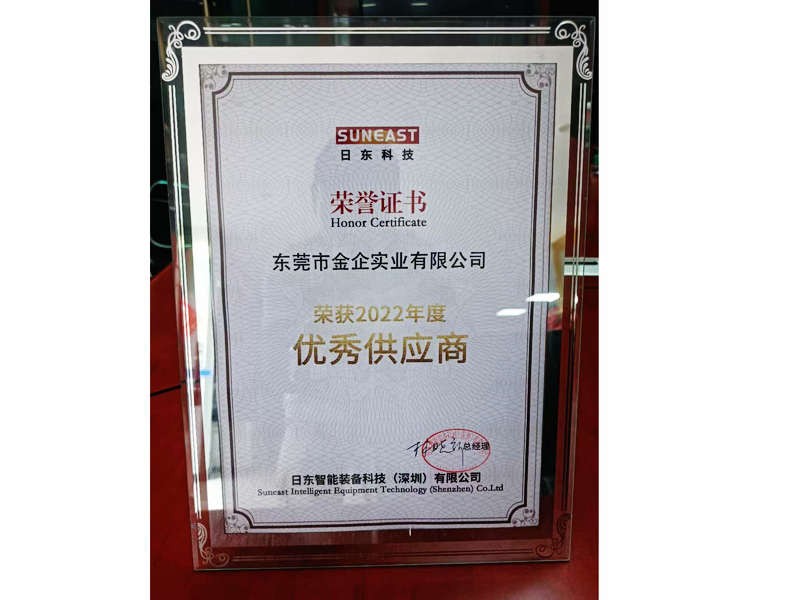 SUNEAST
日东科技
荣誉证书
Honor Certificate
东莞市金企实业有限公司
荣获2022年度
优秀供应商
总经理
日东智能装备科技（深圳）有限公司
Suneast Intelligent Equipment Technology (Shenzhen) Co.Ltd